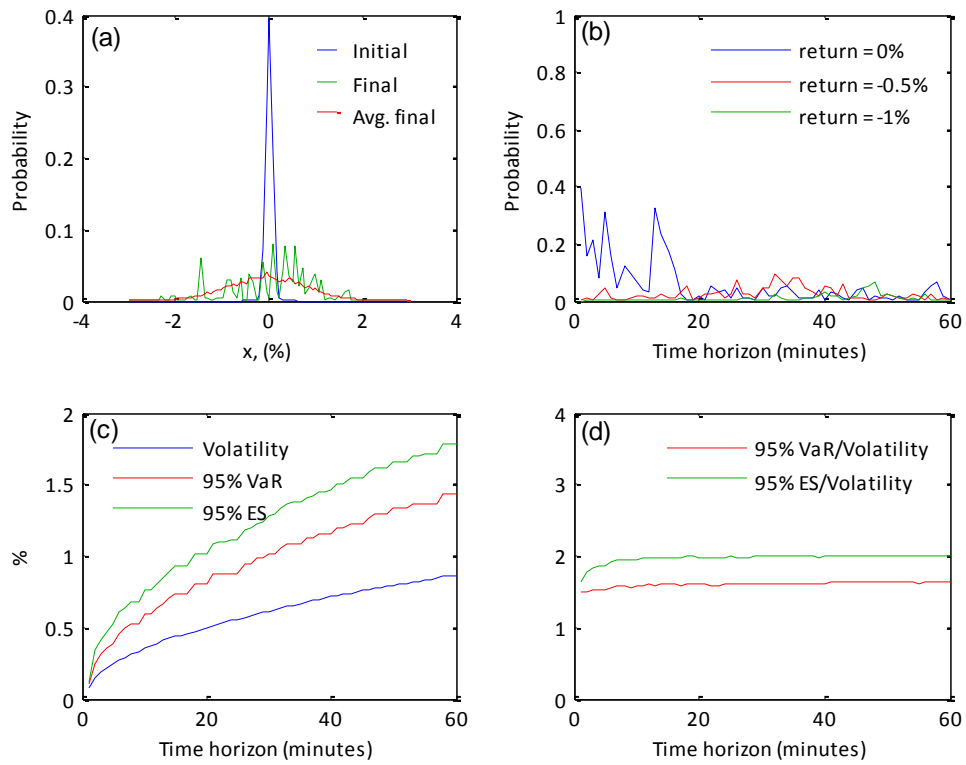 (a)
Initial
Final
Avg. final
Probability
0.4
0.3
0.2
0.1
0
-4
-2
0
2
4
x, (%)
(b)
return = 0%
return = -0.5%
return = -1%
Probability
1
0.8
0.6
0.4
0.2
0
0
20
40
60
Time horizon (minutes)
(c)
Volatility
95% VaR
95% ES
%
2
1.5
1
0.5
0
0
20
40
60
Time horizon (minutes)
(d)
95% VaR/Volatility
95% ES/Volatility
4
3
2
1
0
0
20
40
60
Time horizon (minutes)